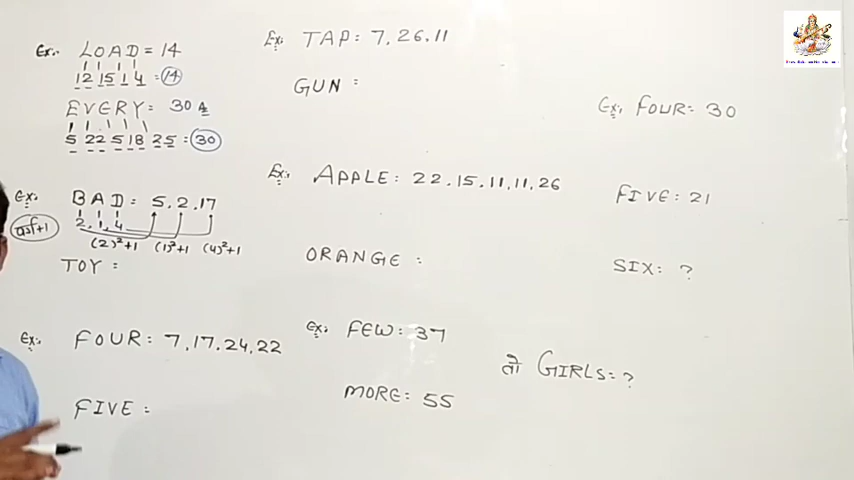 Ex:- LOAD = 14
12 15 1 4 = 14
EVERY: 30
5 22 5 18 25 = 30
Ex:. BAD: 5.2.17
वर्ग+1
2, 1, 4
(2)²+1 (1)²+1 (4)²+1
TOY :
Ex:. FOUR: 7.17.24.22
FIVE :
Ex: TAP: 7.26.11
GUN :
Ex:. APPLE: 22.15.11.11.26
ORANGE :
Ex:. FEW: 37
MORE: 55
तो GIRLS: ?
Ex: FOUR: 30
FIVE: 21
SIX: ?